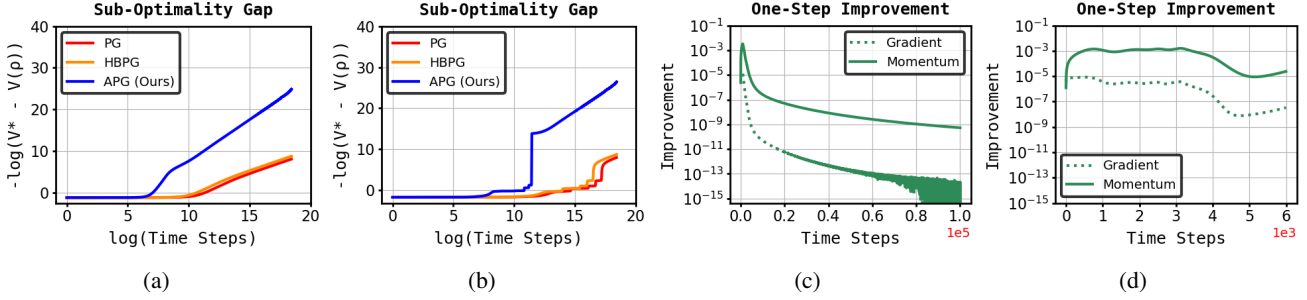 Sub-Optimality Gap
-log(V* - V(ρ))
40
30
20
10
0
PG
HBPG
APG (Ours)
0
5
10
15
20
log(Time Steps)
(a)
Sub-Optimality Gap
-log(V* - V(ρ))
40
30
20
10
0
PG
HBPG
APG (Ours)
0
5
10
15
20
log(Time Steps)
(b)
One-Step Improvement
Improvement
10⁻¹
10⁻³
10⁻⁵
10⁻⁷
10⁻⁹
10⁻¹¹
10⁻¹³
10⁻¹⁵
Gradient
Momentum
0.0
0.2
0.4
0.6
0.8
1.0
1e5
Time Steps
(c)
One-Step Improvement
Improvement
10⁻¹
10⁻³
10⁻⁵
10⁻⁷
10⁻⁹
10⁻¹¹
10⁻¹³
10⁻¹⁵
Gradient
Momentum
0
1
2
3
4
5
6
1e3
Time Steps
(d)